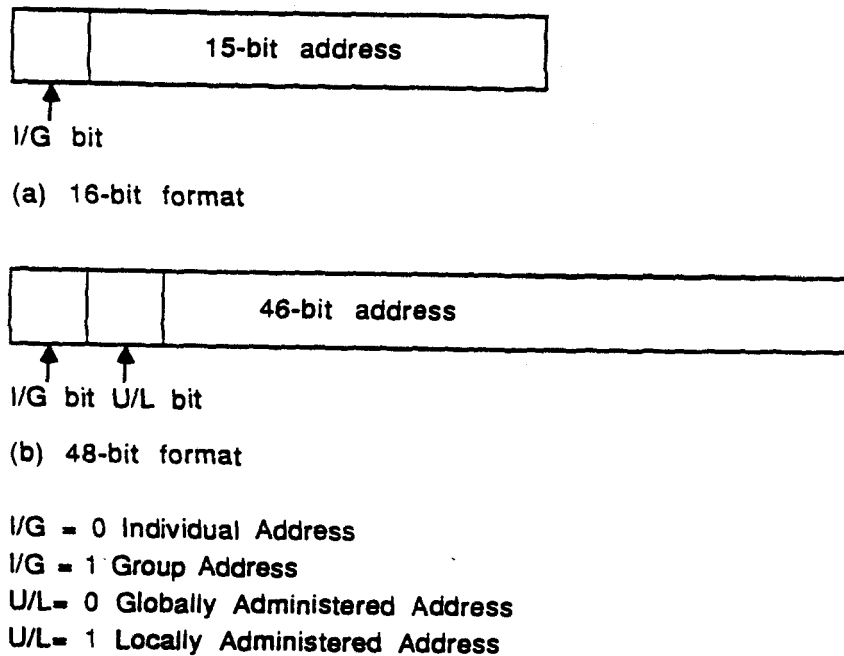 15-bit address
I/G bit
(a) 16-bit format
46-bit address
I/G bit U/L bit
(b) 48-bit format
I/G = 0 Individual Address
I/G = 1 Group Address
U/L= 0 Globally Administered Address
U/L= 1 Locally Administered Address